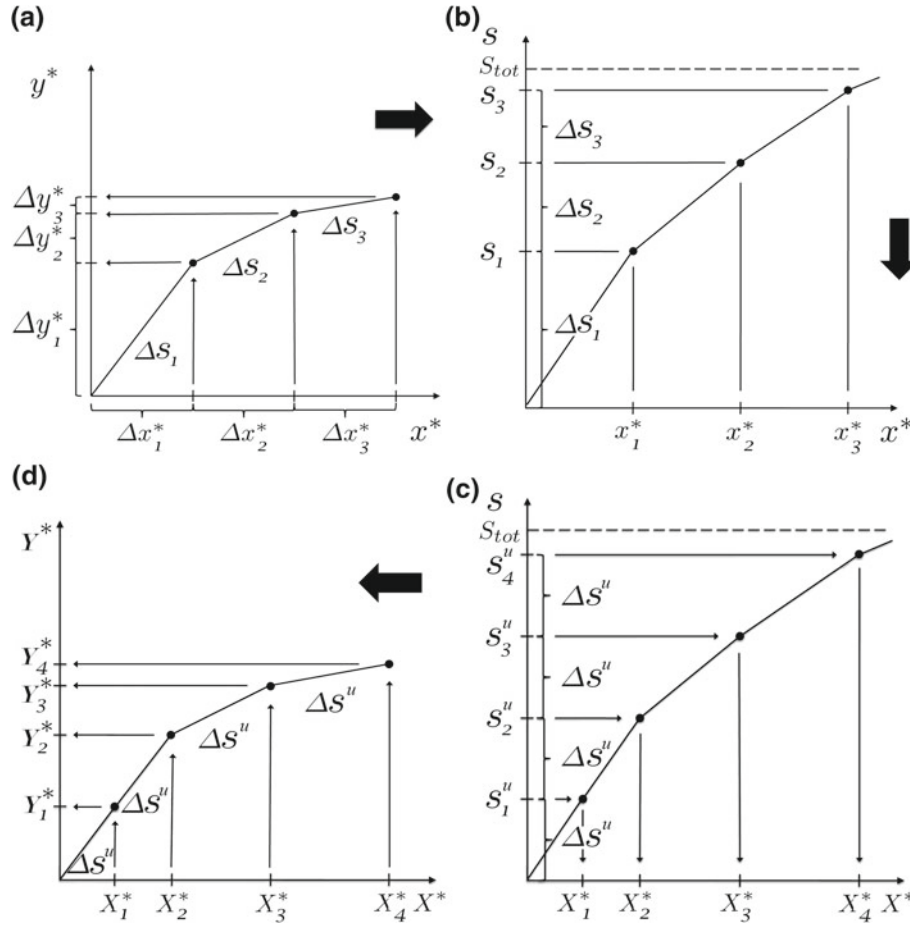 (a)
y*
Δy*3
Δy*2
Δy*1
ΔS1
ΔS2
ΔS3
Δx*1
Δx*2
Δx*3
x*
(b)
S
Stot
S3
S2
S1
ΔS3
ΔS2
ΔS1
x*1
x*2
x*3
x*
(d)
Y*
Y*4
Y*3
Y*2
Y*1
ΔSu
ΔSu
ΔSu
ΔSu
X*1
X*2
X*3
X*4
X*
(c)
S
Stot
Su4
Su3
Su2
Su1
ΔSu
ΔSu
ΔSu
ΔSu
X*1
X*2
X*3
X*4
X*